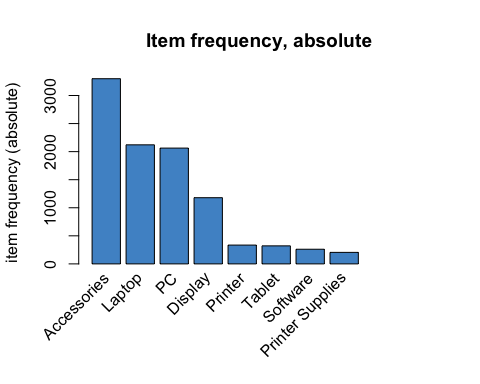 Item frequency, absolute
item frequency (absolute)
3000
2000
1000
0
Accessories
Laptop
PC
Display
Printer
Tablet
Software
Printer Supplies